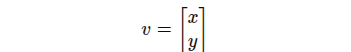 v = [x
y]